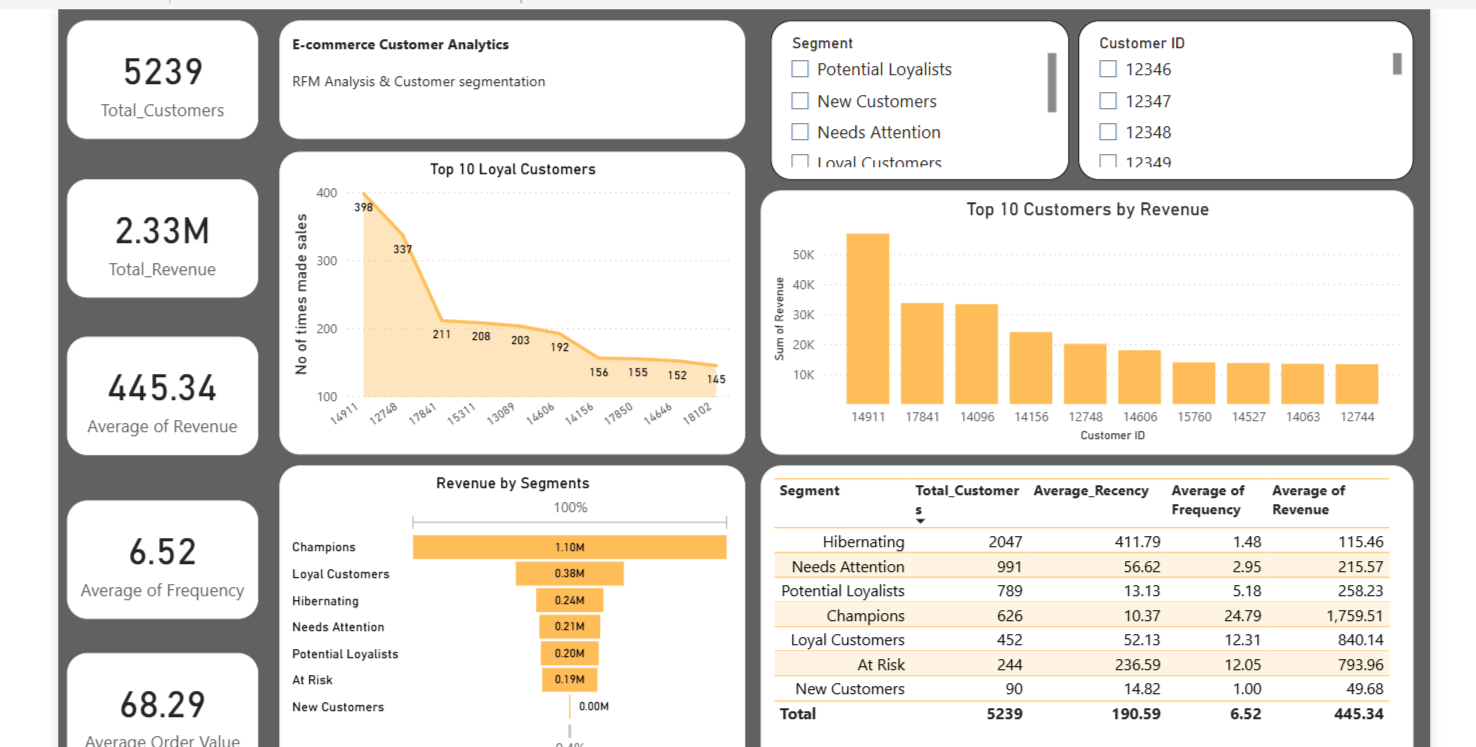 5239
Total_Customers
2.33M
Total_Revenue
445.34
Average of Revenue
6.52
Average of Frequency
68.29
Average Order Value
E-commerce Customer Analytics
RFM Analysis & Customer segmentation
Segment
Potential Loyalists
New Customers
Needs Attention
Loyal Customers
Customer ID
12346
12347
12348
12349
Top 10 Loyal Customers
No of times made sales
400
300
200
100
398
337
211
208
203
192
156
155
152
145
14911
12748
17841
15311
13089
14606
14156
17850
14646
18102
Top 10 Customers by Revenue
Sum of Revenue
50K
40K
30K
20K
10K
14911 17841 14096 14156 12748 14606 15760 14527 14063 12744
Customer ID
Revenue by Segments
100%
Champions 1.10M
Loyal Customers 0.38M
Hibernating 0.24M
Needs Attention 0.21M
Potential Loyalists 0.20M
At Risk 0.19M
New Customers 0.00M
0.4%
Segment Total_Customer Average_Recency Average of Average of
s Frequency Revenue
Hibernating 2047 411.79 1.48 115.46
Needs Attention 991 56.62 2.95 215.57
Potential Loyalists 789 13.13 5.18 258.23
Champions 626 10.37 24.79 1,759.51
Loyal Customers 452 52.13 12.31 840.14
At Risk 244 236.59 12.05 793.96
New Customers 90 14.82 1.00 49.68
Total 5239 190.59 6.52 445.34